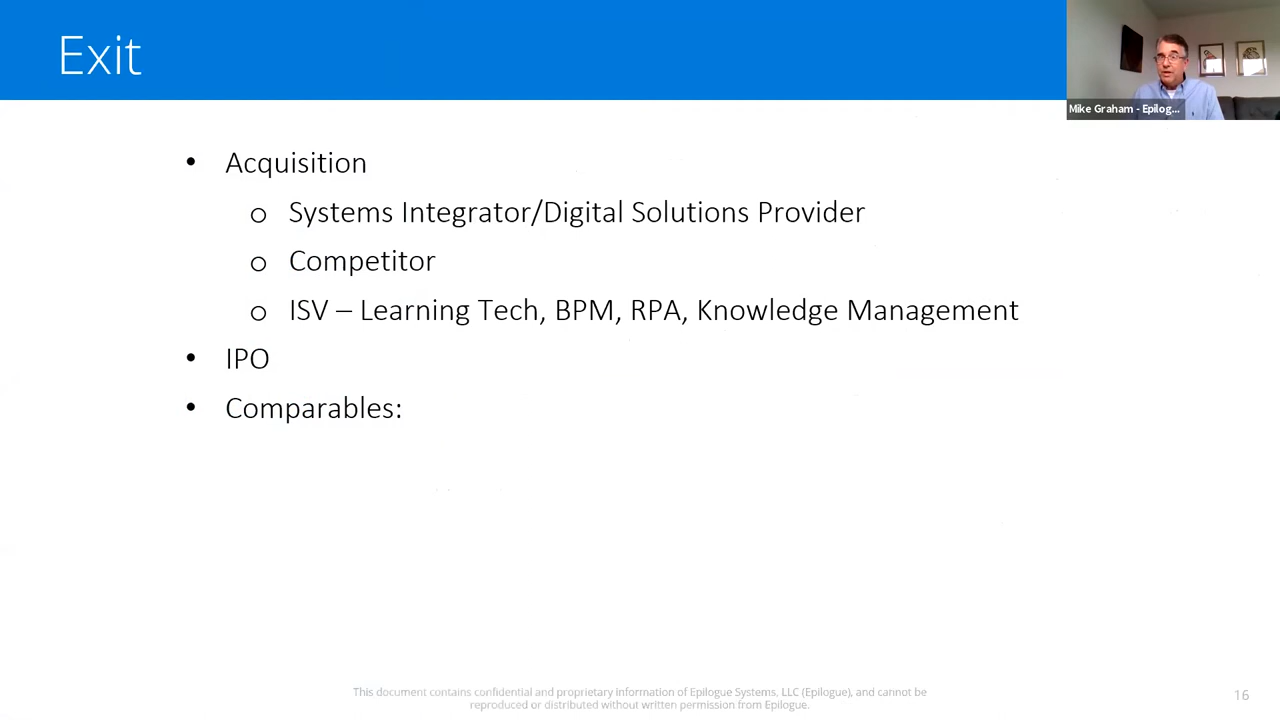 Exit
Mike Graham - Epilog...
• Acquisition
o Systems Integrator/Digital Solutions Provider
o Competitor
o ISV – Learning Tech, BPM, RPA, Knowledge Management
• IPO
• Comparables:
This document contains confidential and proprietary information of Epilogue Systems, LLC (Epilogue), and cannot be
reproduced or distributed without written permission from Epilogue.
16